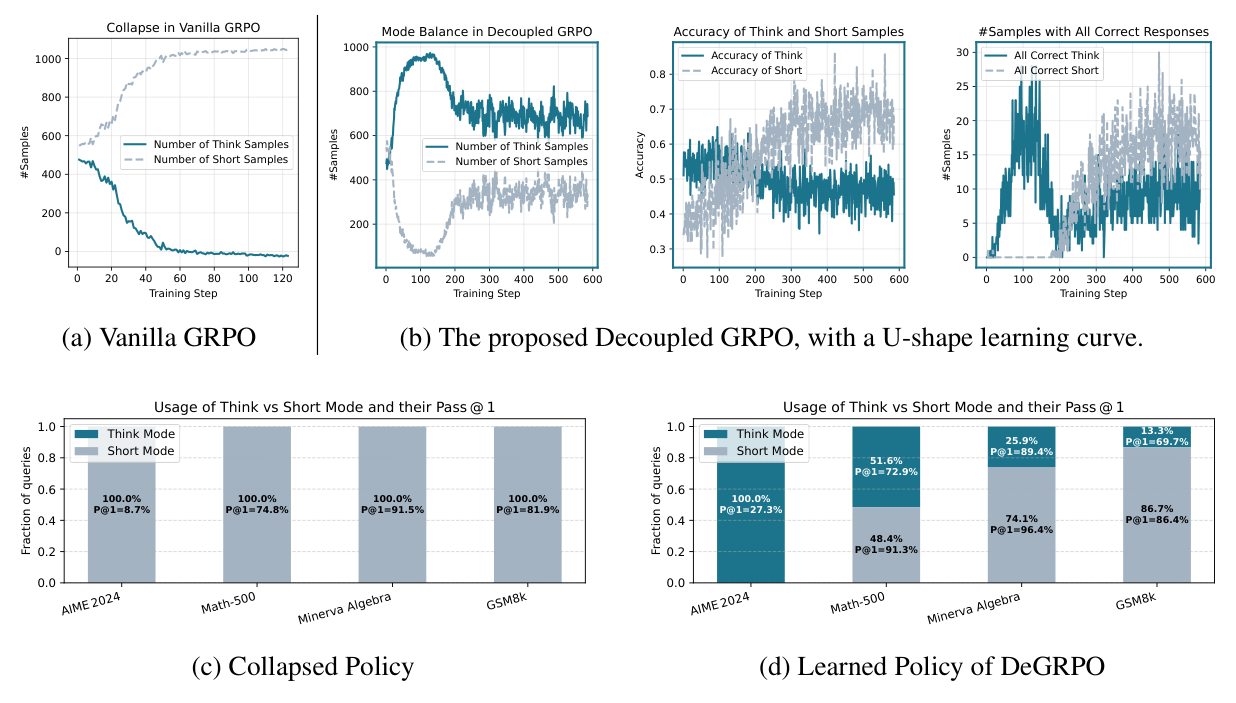 Collapse in Vanilla GRPO
#Samples
1000
800
600
400
200
0
Number of Think Samples
Number of Short Samples
0 20 40 60 80 100 120
Training Step
(a) Vanilla GRPO
Mode Balance in Decoupled GRPO
#Samples
1000
800
600
400
200
Number of Think Samples
Number of Short Samples
0 100 200 300 400 500 600
Training Step
Accuracy of Think and Short Samples
Accuracy
0.8
0.7
0.6
0.5
0.4
0.3
Accuracy of Think
Accuracy of Short
0 100 200 300 400 500 600
Training Step
#Samples with All Correct Responses
#Samples
30
25
20
15
10
5
0
All Correct Think
All Correct Short
0 100 200 300 400 500 600
Training Step
(b) The proposed Decoupled GRPO, with a U-shape learning curve.
Usage of Think vs Short Mode and their Pass@1
Fraction of queries
1.0
0.8
0.6
0.4
0.2
0.0
Think Mode
Short Mode
100.0%
P@1=8.7%
100.0%
P@1=74.8%
100.0%
P@1=91.5%
100.0%
P@1=81.9%
AIME 2024
Math-500
Minerva Algebra
GSM8k
(c) Collapsed Policy
Usage of Think vs Short Mode and their Pass@1
Fraction of queries
1.0
0.8
0.6
0.4
0.2
0.0
Think Mode
Short Mode
100.0%
P@1=27.3%
51.6%
P@1=72.9%
48.4%
P@1=91.3%
25.9%
P@1=89.4%
74.1%
P@1=96.4%
13.3%
P@1=69.7%
86.7%
P@1=86.4%
AIME 2024
Math-500
Minerva Algebra
GSM8k
(d) Learned Policy of DeGRPO